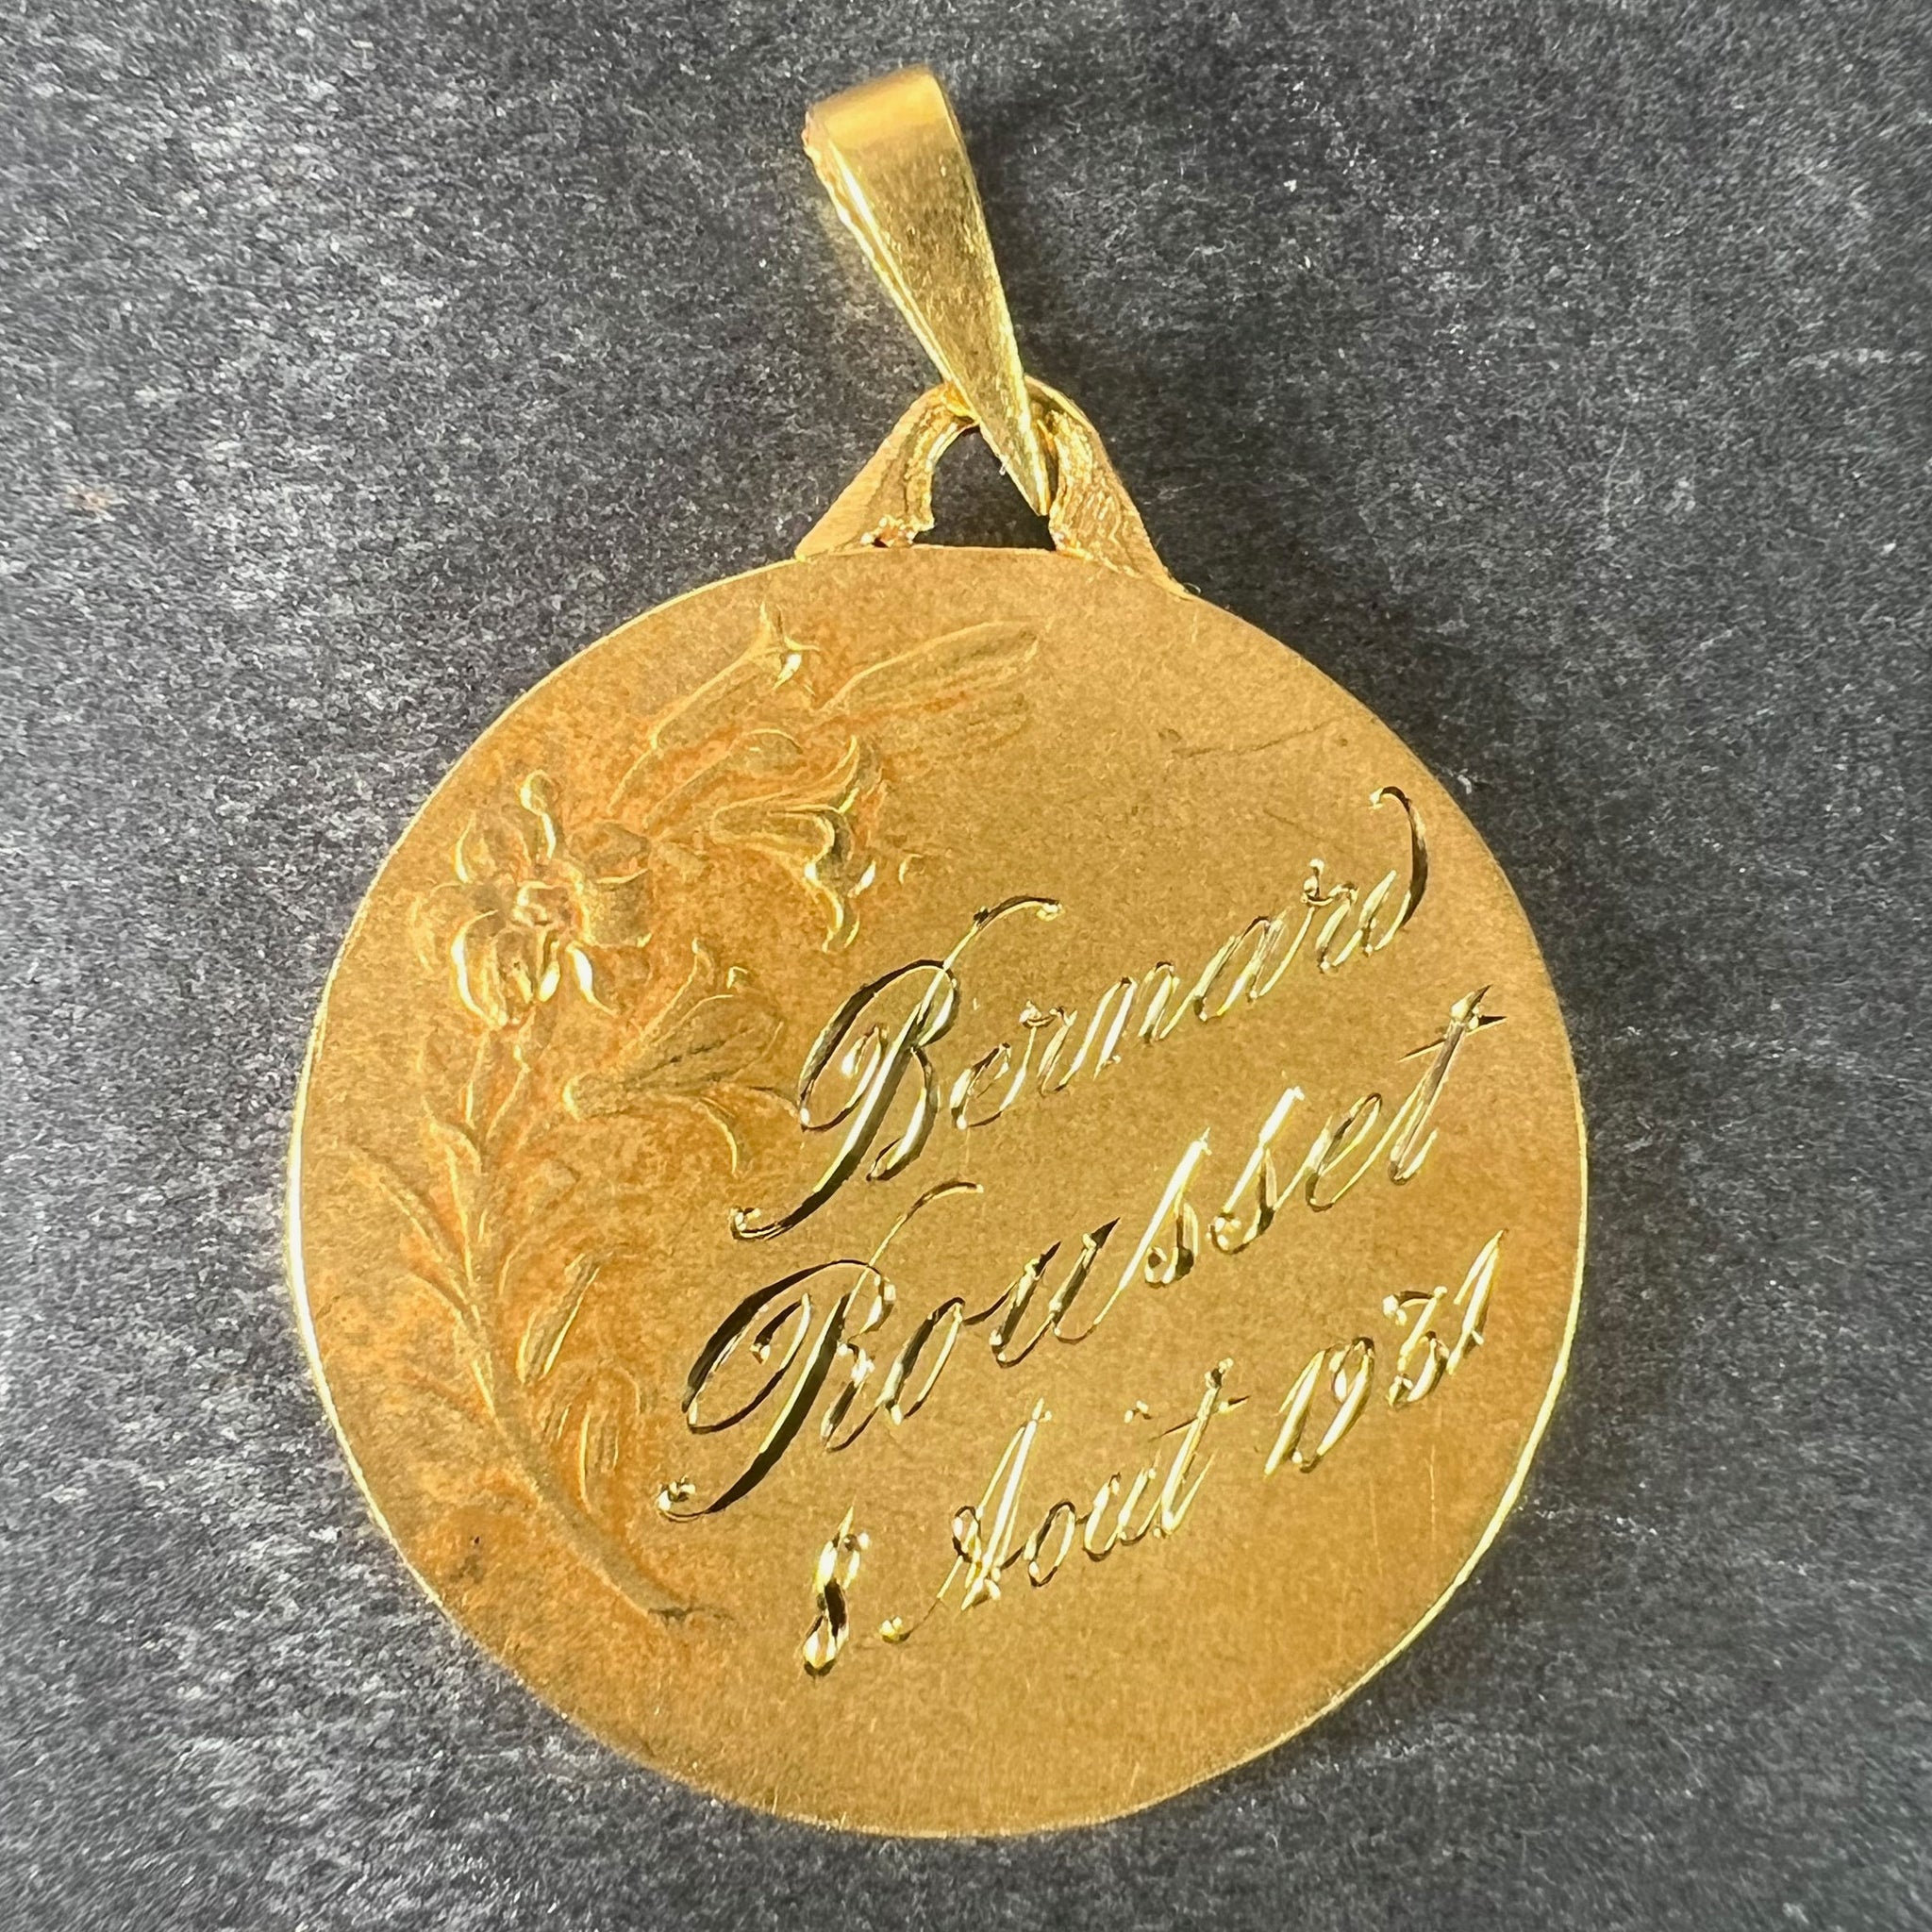 Bernard
Rousset
8 Août 1931